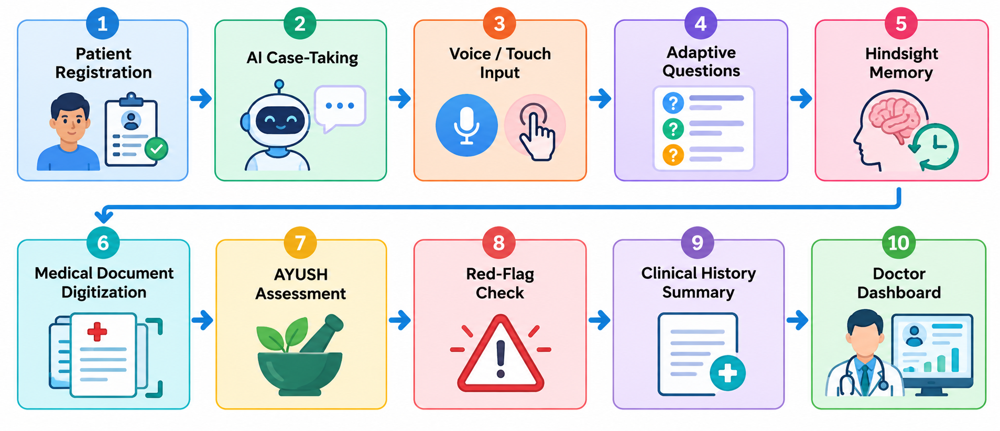 1
Patient
Registration
2
AI Case-Taking
3
Voice / Touch
Input
4
Adaptive
Questions
?
?
?
5
Hindsight
Memory
6
Medical Document
Digitization
7
AYUSH
Assessment
8
Red-Flag
Check
!
9
Clinical History
Summary
10
Doctor
Dashboard